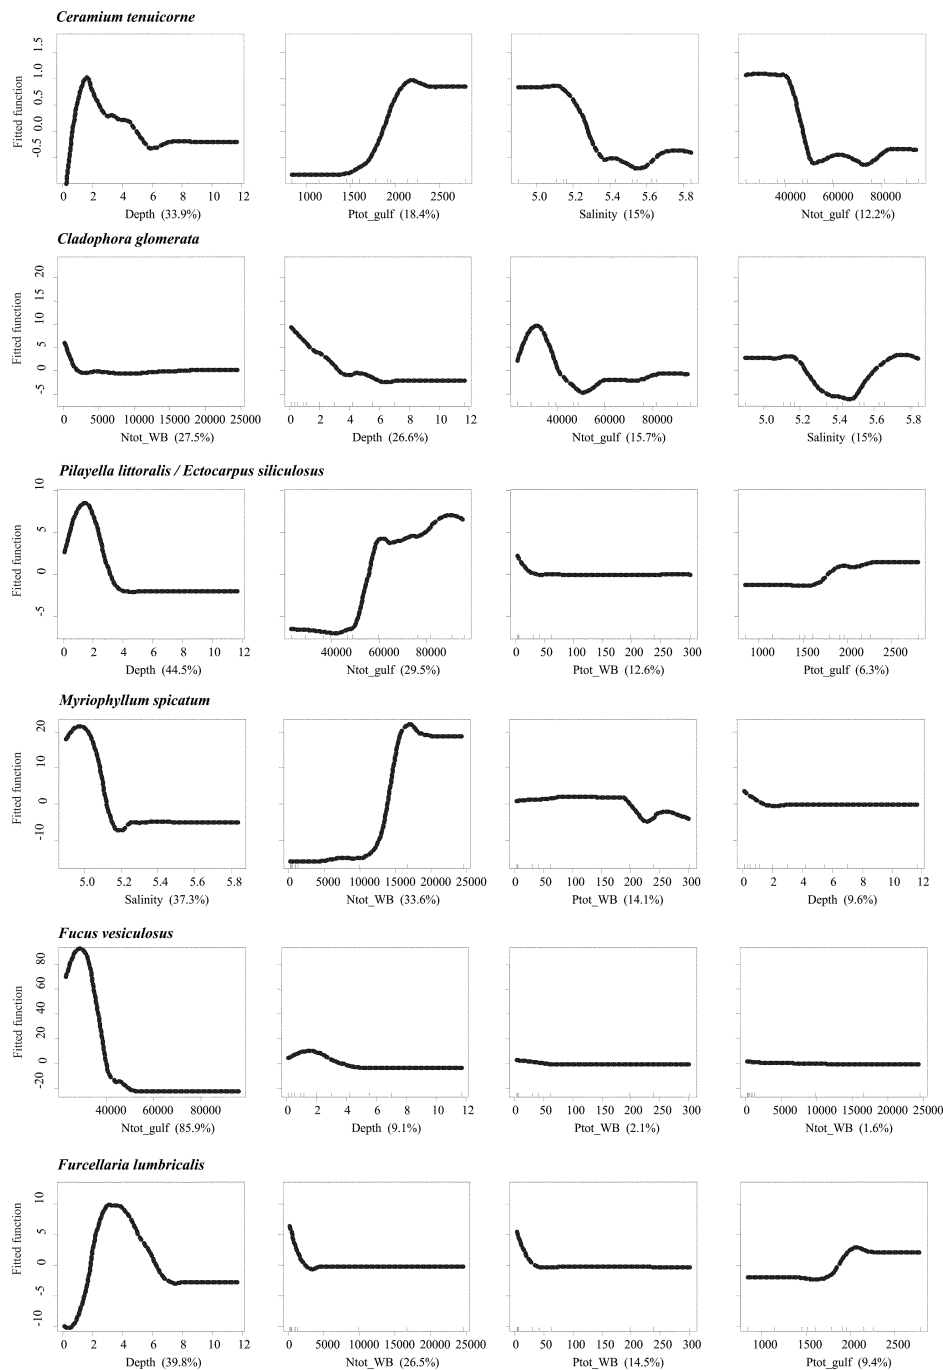 Ceramium tenuicorne
Fitted function
-0.5 0.0 0.5 1.0 1.5
0 2 4 6 8 10 12
1000 1500 2000 2500
5.0 5.2 5.4 5.6 5.8
40000 60000 80000
Depth (33.9%)
Ptot_gulf (18.4%)
Salinity (15%)
Ntot_gulf (12.2%)
Cladophora glomerata
Fitted function
-5 0 5 10 15 20
0 5000 10000 15000 20000 25000
0 2 4 6 8 10 12
40000 60000 80000
5.0 5.2 5.4 5.6 5.8
Ntot_WB (27.5%)
Depth (26.6%)
Ntot_gulf (15.7%)
Salinity (15%)
Pilayella littoralis / Ectocarpus siliculosus
Fitted function
-5 0 5 10
0 2 4 6 8 10 12
40000 60000 80000
0 50 100 150 200 250 300
1000 1500 2000 2500
Depth (44.5%)
Ntot_gulf (29.5%)
Ptot_WB (12.6%)
Ptot_gulf (6.3%)
Myriophyllum spicatum
Fitted function
-10 0 10 20
5.0 5.2 5.4 5.6 5.8
0 5000 10000 15000 20000 25000
0 50 100 150 200 250 300
0 2 4 6 8 10 12
Salinity (37.3%)
Ntot_WB (33.6%)
Ptot_WB (14.1%)
Depth (9.6%)
Fucus vesiculosus
Fitted function
-20 0 20 40 60 80
40000 60000 80000
0 2 4 6 8 10 12
0 50 100 150 200 250 300
0 5000 10000 15000 20000 25000
Ntot_gulf (85.9%)
Depth (9.1%)
Ptot_WB (2.1%)
Ntot_WB (1.6%)
Furcellaria lumbricalis
Fitted function
-10 -5 0 5 10
0 2 4 6 8 10 12
0 5000 10000 15000 20000 25000
0 50 100 150 200 250 300
1000 1500 2000 2500
Depth (39.8%)
Ntot_WB (26.5%)
Ptot_WB (14.5%)
Ptot_gulf (9.4%)